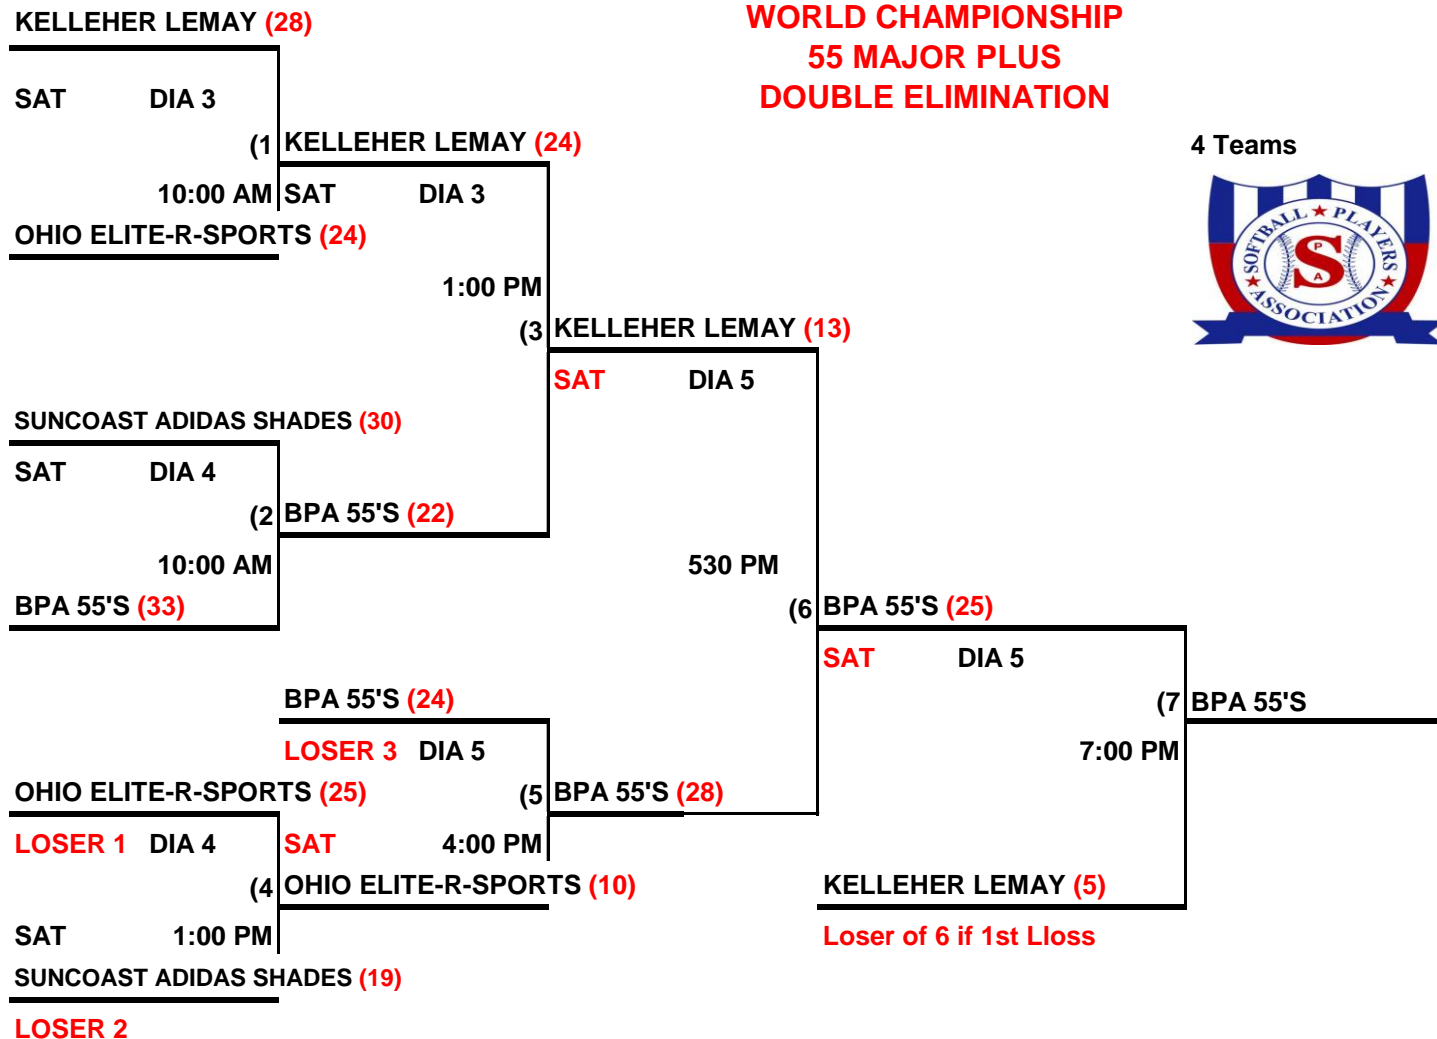 KELLEHER LEMAY (28)
WORLD CHAMPIONSHIP
55 MAJOR PLUS
DOUBLE ELIMINATION
SAT DIA 3
(1 KELLEHER LEMAY (24)
4 Teams
10:00 AM SAT DIA 3
OHIO ELITE-R-SPORTS (24)
SOFTBALL ★ PLAYERS ★ ASSOCIATION ★
P
S
A
1:00 PM
(3 KELLEHER LEMAY (13)
SAT DIA 5
SUNCOAST ADIDAS SHADES (30)
SAT DIA 4
(2 BPA 55'S (22)
10:00 AM
530 PM
BPA 55'S (33)
(6 BPA 55'S (25)
SAT DIA 5
BPA 55'S (24)
(7 BPA 55'S
LOSER 3 DIA 5
7:00 PM
OHIO ELITE-R-SPORTS (25)
(5 BPA 55'S (28)
LOSER 1 DIA 4
SAT 4:00 PM
(4 OHIO ELITE-R-SPORTS (10)
KELLEHER LEMAY (5)
SAT 1:00 PM
Loser of 6 if 1st Lloss
SUNCOAST ADIDAS SHADES (19)
LOSER 2